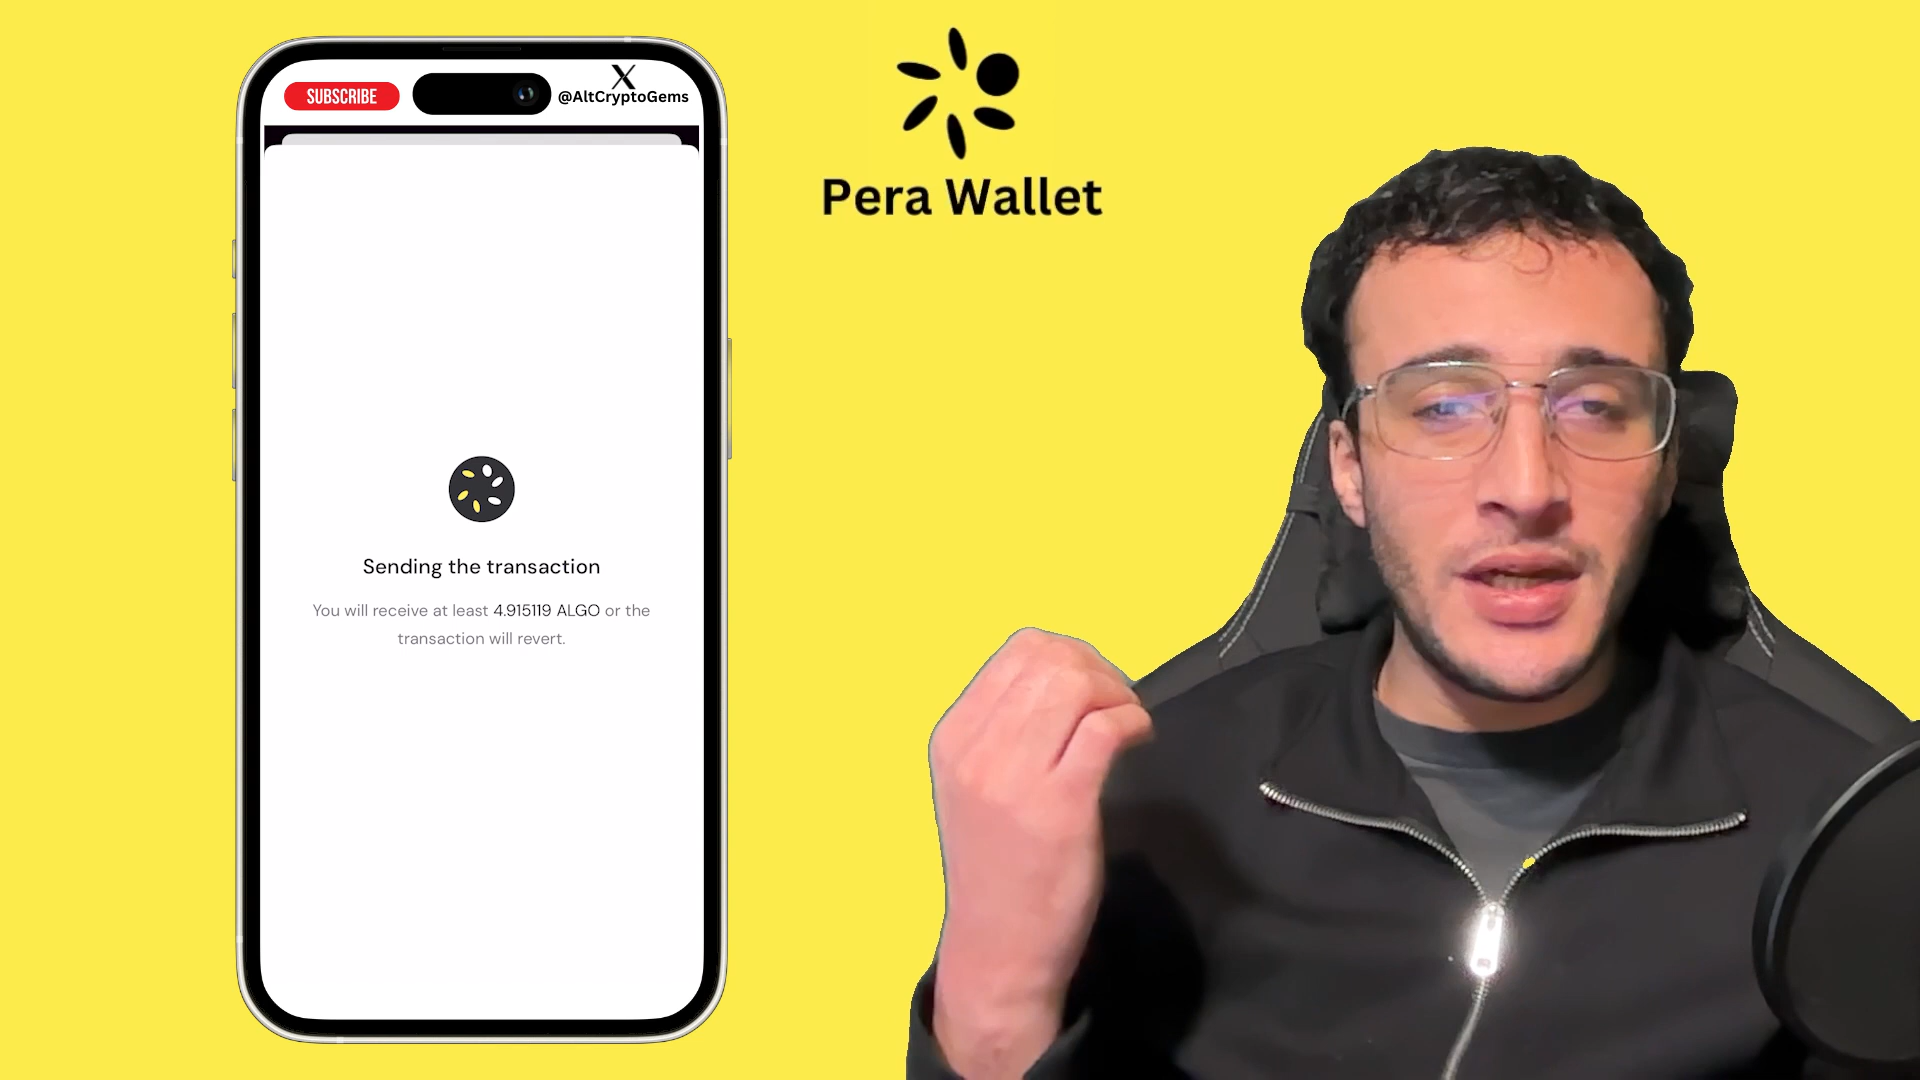 SUBSCRIBE
X
@AltCryptoGems
Pera Wallet
Sending the transaction
You will receive at least 4.915119 ALGO or the
transaction will revert.